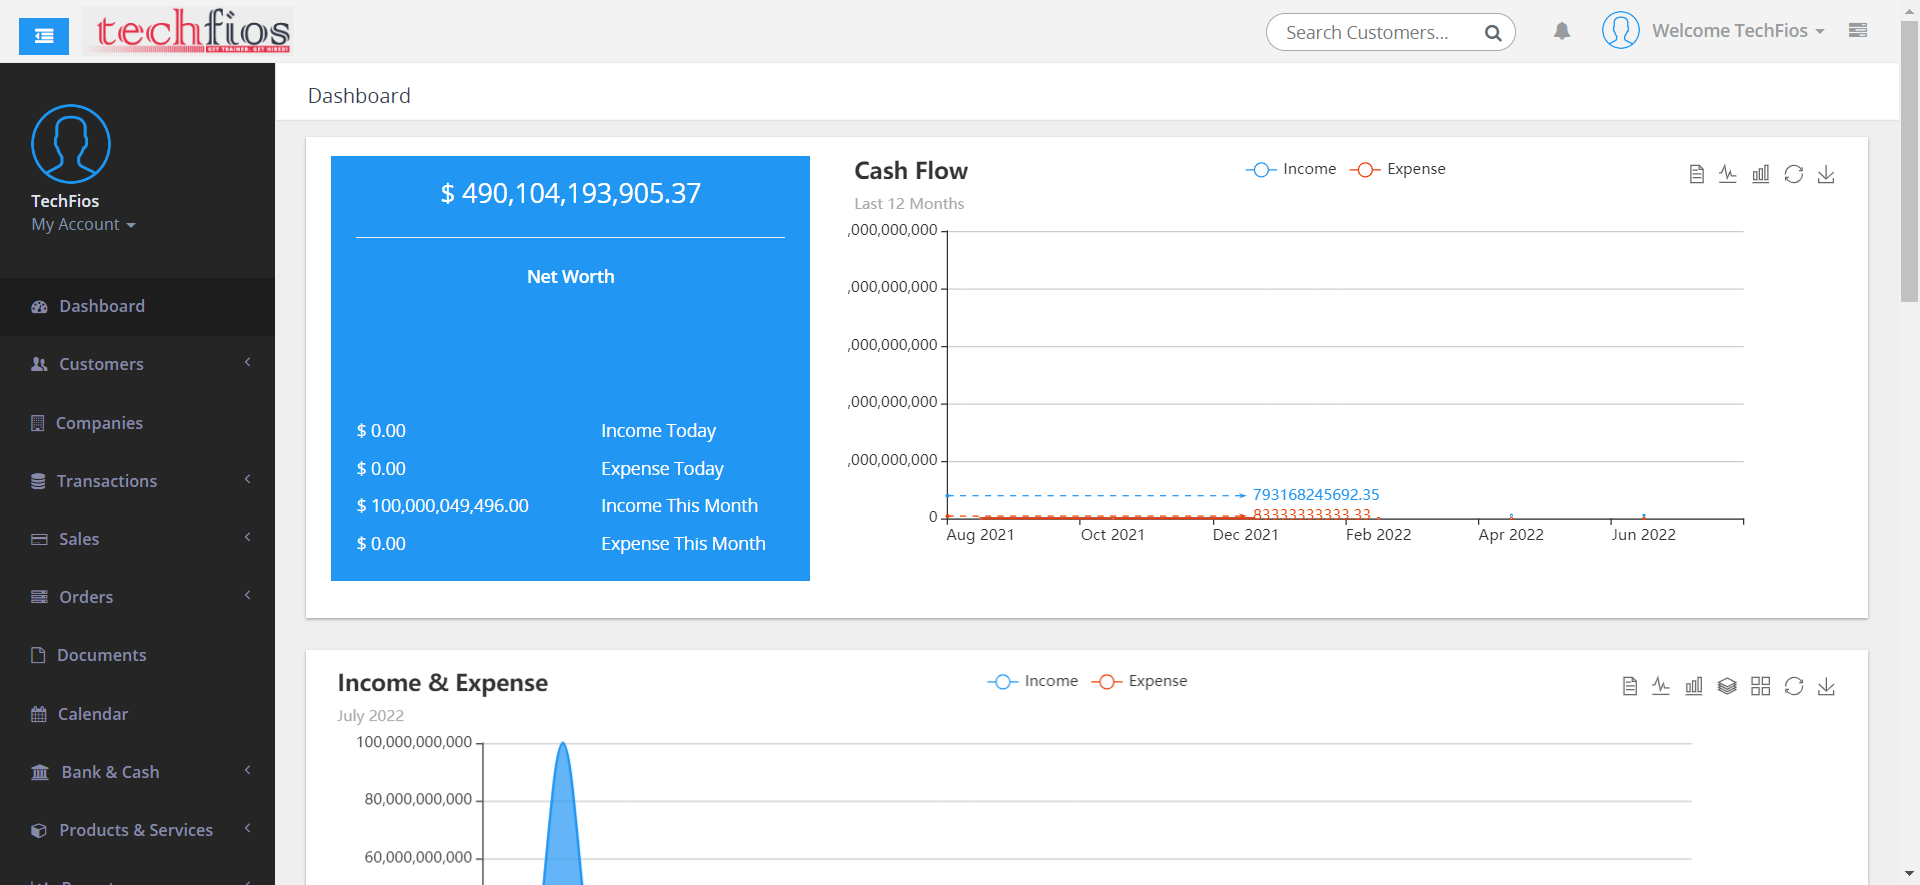 techfios
GET TRAINED. GET HIRED!
Search Customers...
Welcome TechFios
TechFios
My Account
Dashboard
Customers
Companies
Transactions
Sales
Orders
Documents
Calendar
Bank & Cash
Products & Services
Dashboard
$ 490,104,193,905.37
Net Worth
$ 0.00 Income Today
$ 0.00 Expense Today
$ 100,000,049,496.00 Income This Month
$ 0.00 Expense This Month
Cash Flow
Last 12 Months
Income Expense
,000,000,000
,000,000,000
,000,000,000
,000,000,000
,000,000,000
793168245692.35
83333333333.33
0
Aug 2021 Oct 2021 Dec 2021 Feb 2022 Apr 2022 Jun 2022
Income & Expense
July 2022
Income Expense
100,000,000,000
80,000,000,000
60,000,000,000